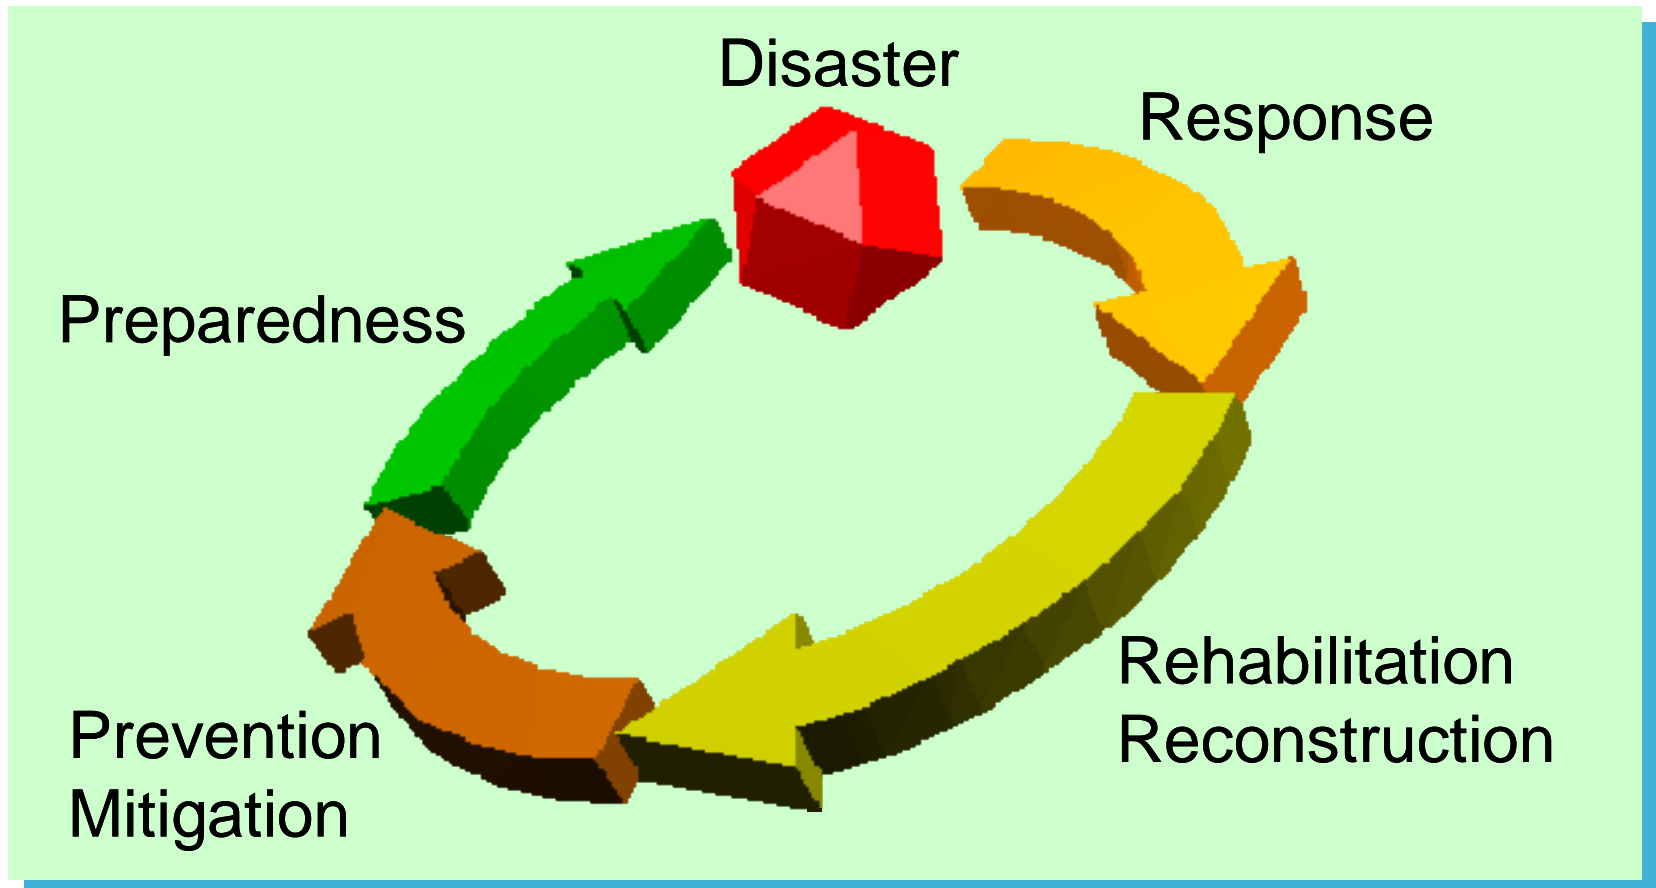 Disaster
Response
Preparedness
Rehabilitation
Reconstruction
Prevention
Mitigation